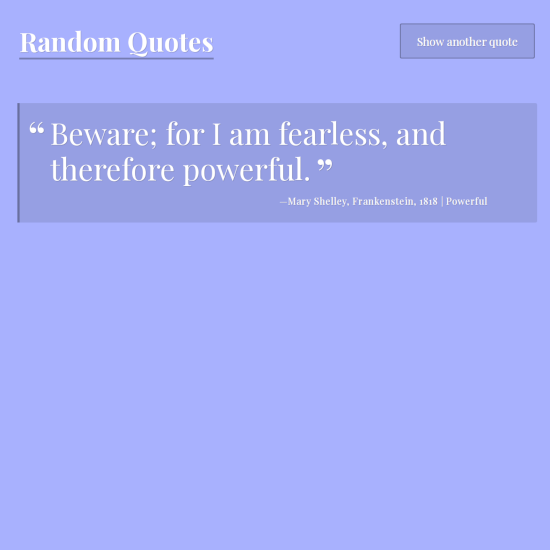 Random Quotes
Show another quote
“ Beware; for I am fearless, and
therefore powerful. ”
—Mary Shelley, Frankenstein, 1818 | Powerful